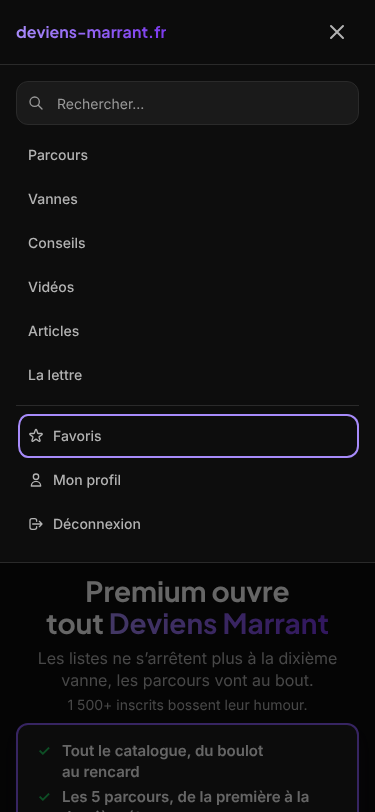 deviens-marrant.fr
Rechercher...
Parcours
Vannes
Conseils
Vidéos
Articles
La lettre
Favoris
Mon profil
Déconnexion
Premium ouvre
tout Deviens Marrant
Les listes ne s'arrêtent plus à la dixième
vanne, les parcours vont au bout.
1 500+ inscrits bossent leur humour.
Tout le catalogue, du boulot
au rencard
Les 5 parcours, de la première à la